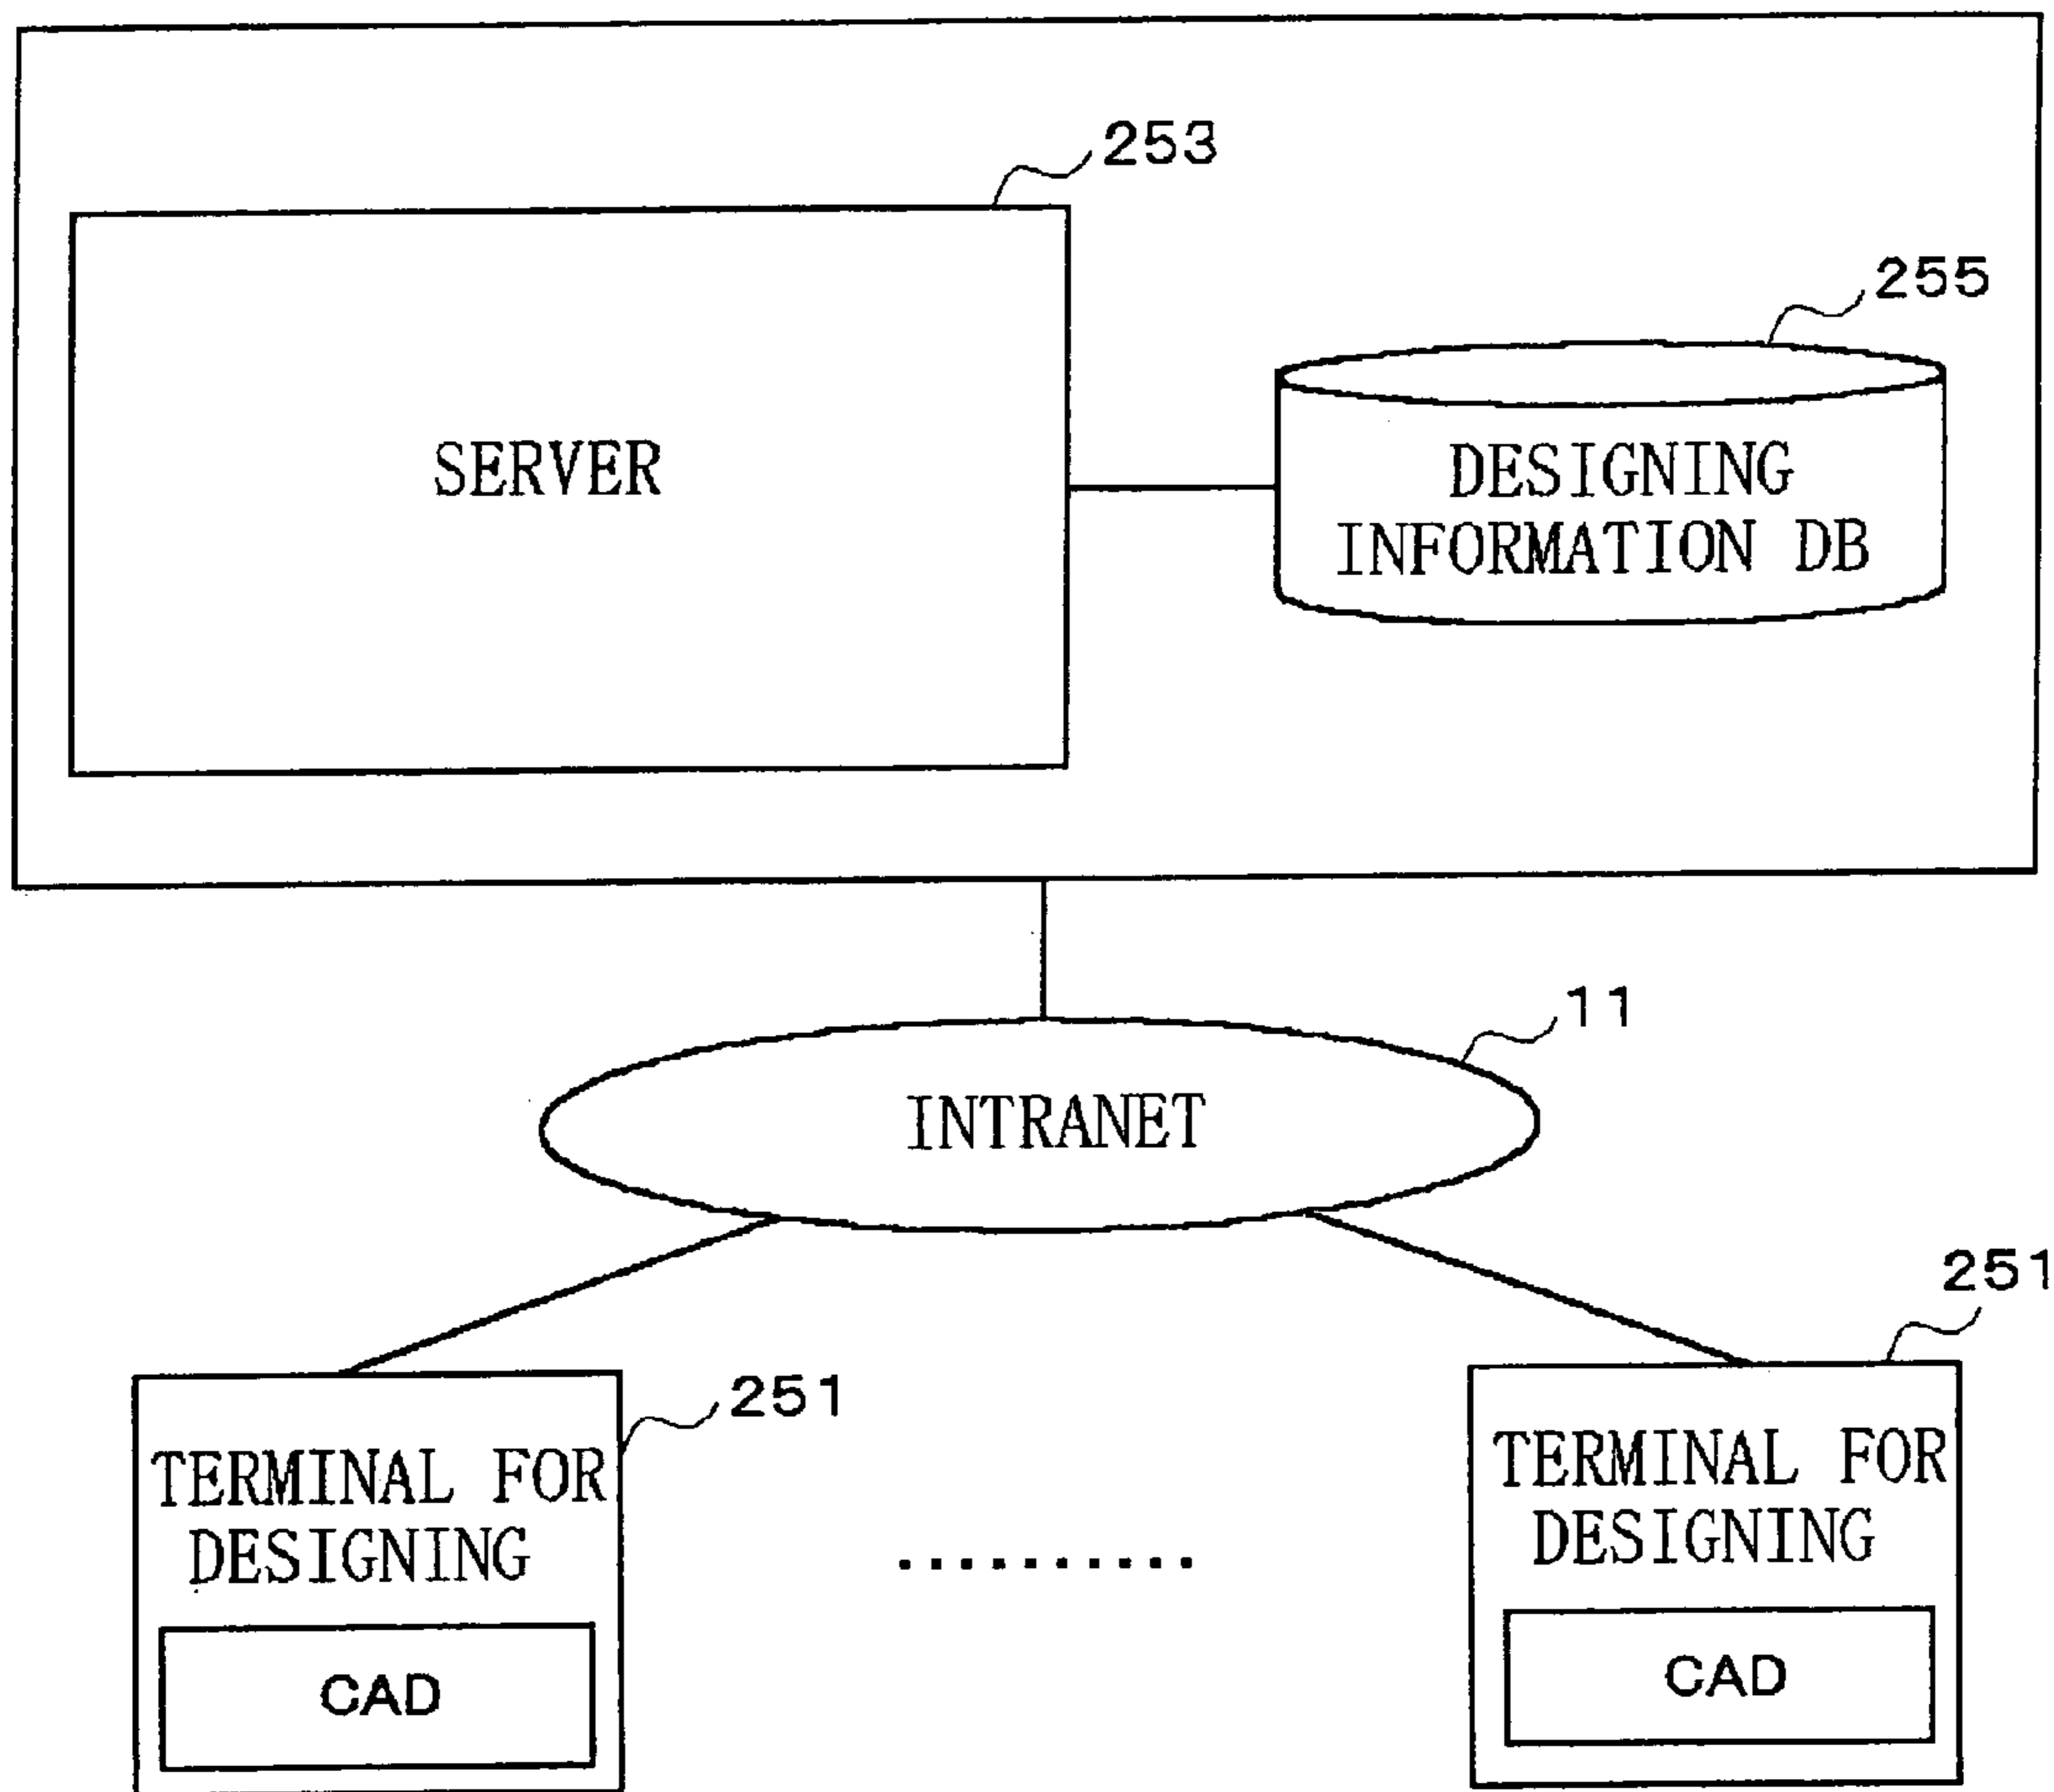 253
255
SERVER
DESIGNING
INFORMATION DB
11
INTRANET
251
251
TERMINAL FOR
DESIGNING
CAD
..........
TERMINAL FOR
DESIGNING
CAD